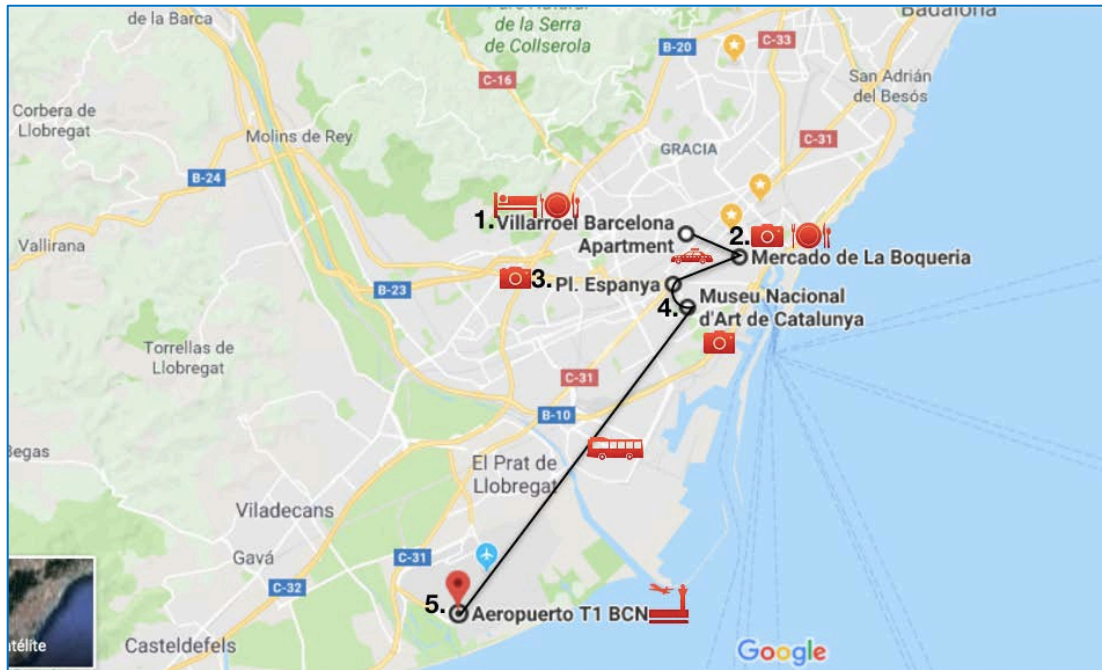 de la Barca
de la Serra
de Collserola
Badalona
B-20
C-33
C-16
San Adrián
del Besós
Corbera de
Llobregat
Molins de Rey
C-31
GRACIA
B-24
1. Villarroel Barcelona
Apartment
2.
Mercado de La Boqueria
Vallirana
B-23
3. Pl. Espanya
4. Museu Nacional
d'Art de Catalunya
Torrellas de
Llobregat
C-31
B-10
Begas
El Prat de
Llobregat
Viladecans
Gavá
C-31
C-32
5. Aeropuerto T1 BCN
télite
Casteldefels
Google